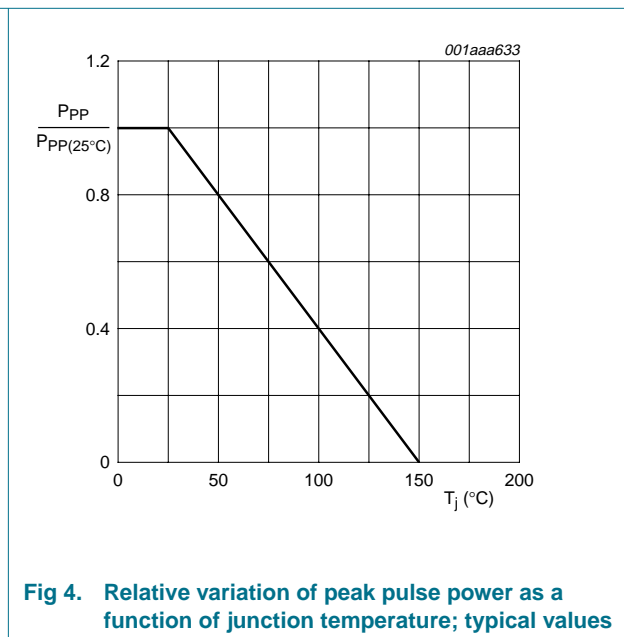 001aaa633
1.2
PPP
PPP(25°C)
0.8
0.4
0
0
50
100
150
200
Tj (°C)
Fig 4. Relative variation of peak pulse power as a
function of junction temperature; typical values